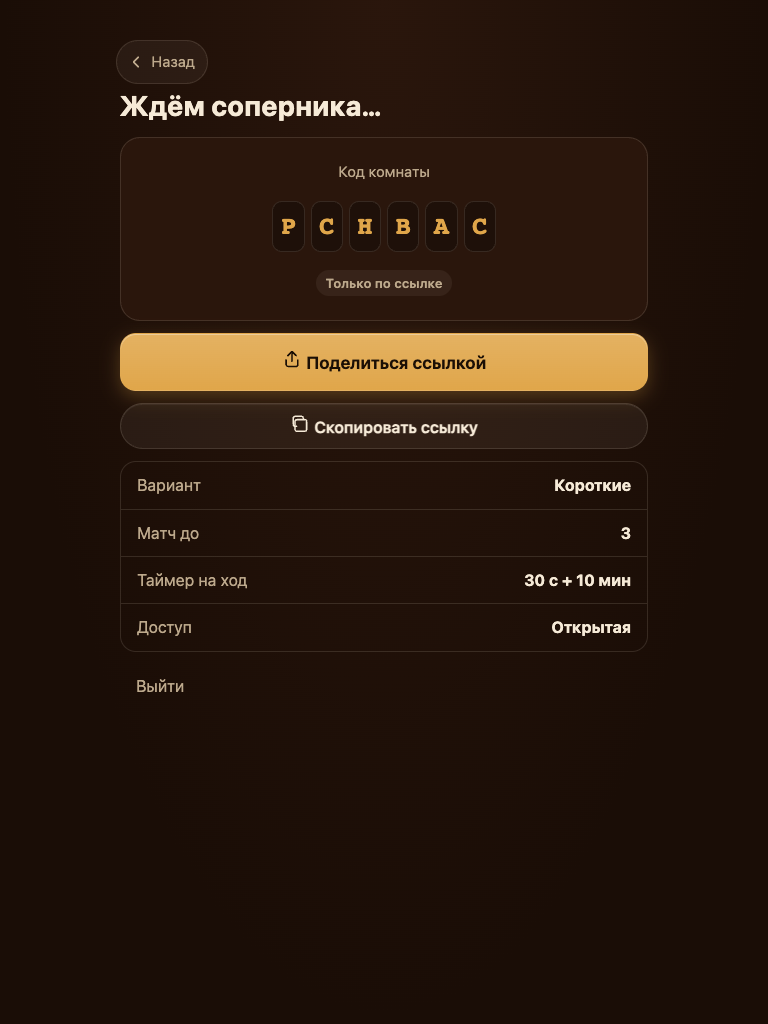 Назад
Ждём соперника…
Код комнаты
P C H B A C
Только по ссылке
Поделиться ссылкой
Скопировать ссылку
Вариант Короткие
Матч до 3
Таймер на ход 30 с + 10 мин
Доступ Открытая
Выйти